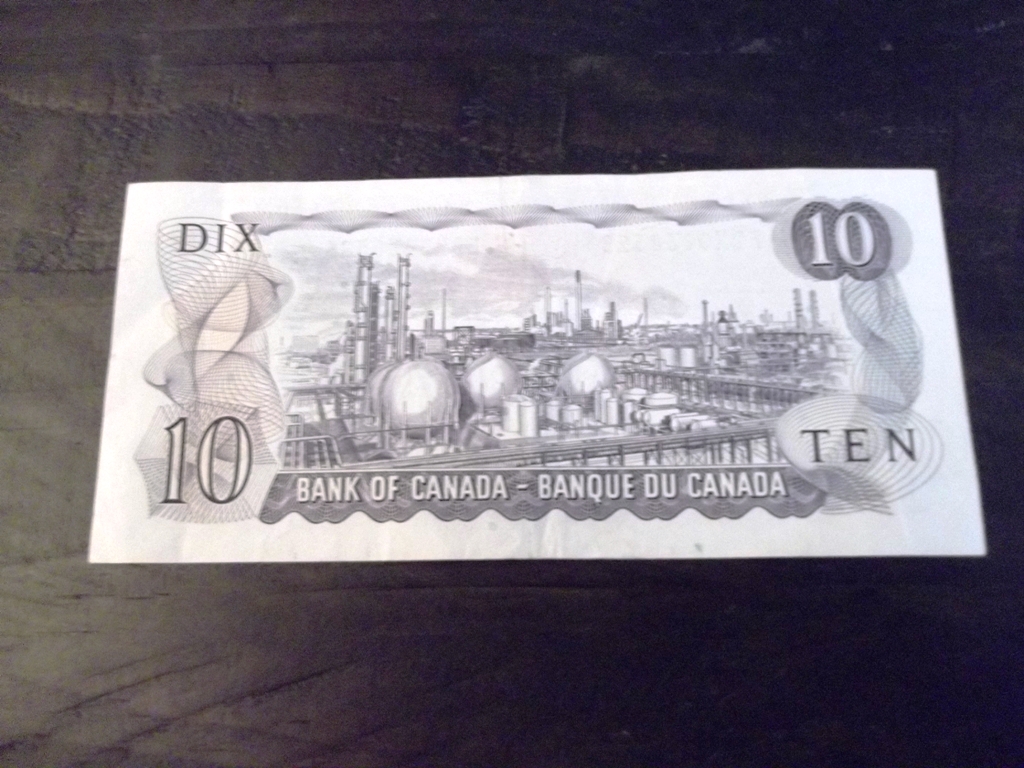 DIX
10
10
TEN
BANK OF CANADA - BANQUE DU CANADA